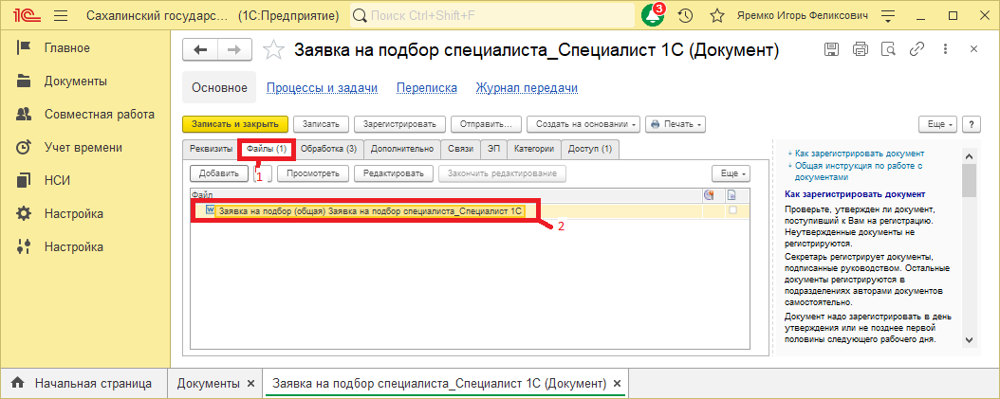 1С Сахалинский государс... (1С:Предприятие) Поиск Ctrl+Shift+F 3 Яремко Игорь Феликсович
Главное
Документы
Совместная работа
Учет времени
НСИ
Настройка
Настройка
Заявка на подбор специалиста_Специалист 1С (Документ)
Основное Процессы и задачи Переписка Журнал передачи
Записать и закрыть Записать Зарегистрировать Отправить... Создать на основании Печать Еще ?
Реквизиты Файлы (1) Обработка (3) Дополнительно Связи ЭП Категории Доступ (1)
1
Добавить Просмотреть Редактировать Закончить редактирование Еще
Файл
Заявка на подбор (общая) Заявка на подбор специалиста_Специалист 1С
2
Как зарегистрировать документ
Общая инструкция по работе с
документами
Как зарегистрировать документ
Проверьте, утвержден ли документ,
поступивший к Вам на регистрацию.
Неутвержденные документы не
регистрируются.
Секретарь регистрирует документы,
подписанные руководством. Остальные
документы регистрируются в
подразделениях авторами документов
самостоятельно.
Документ надо зарегистрировать в день
утверждения или не позднее первой
половины следующего рабочего дня.
Начальная страница Документы Заявка на подбор специалиста_Специалист 1С (Документ)